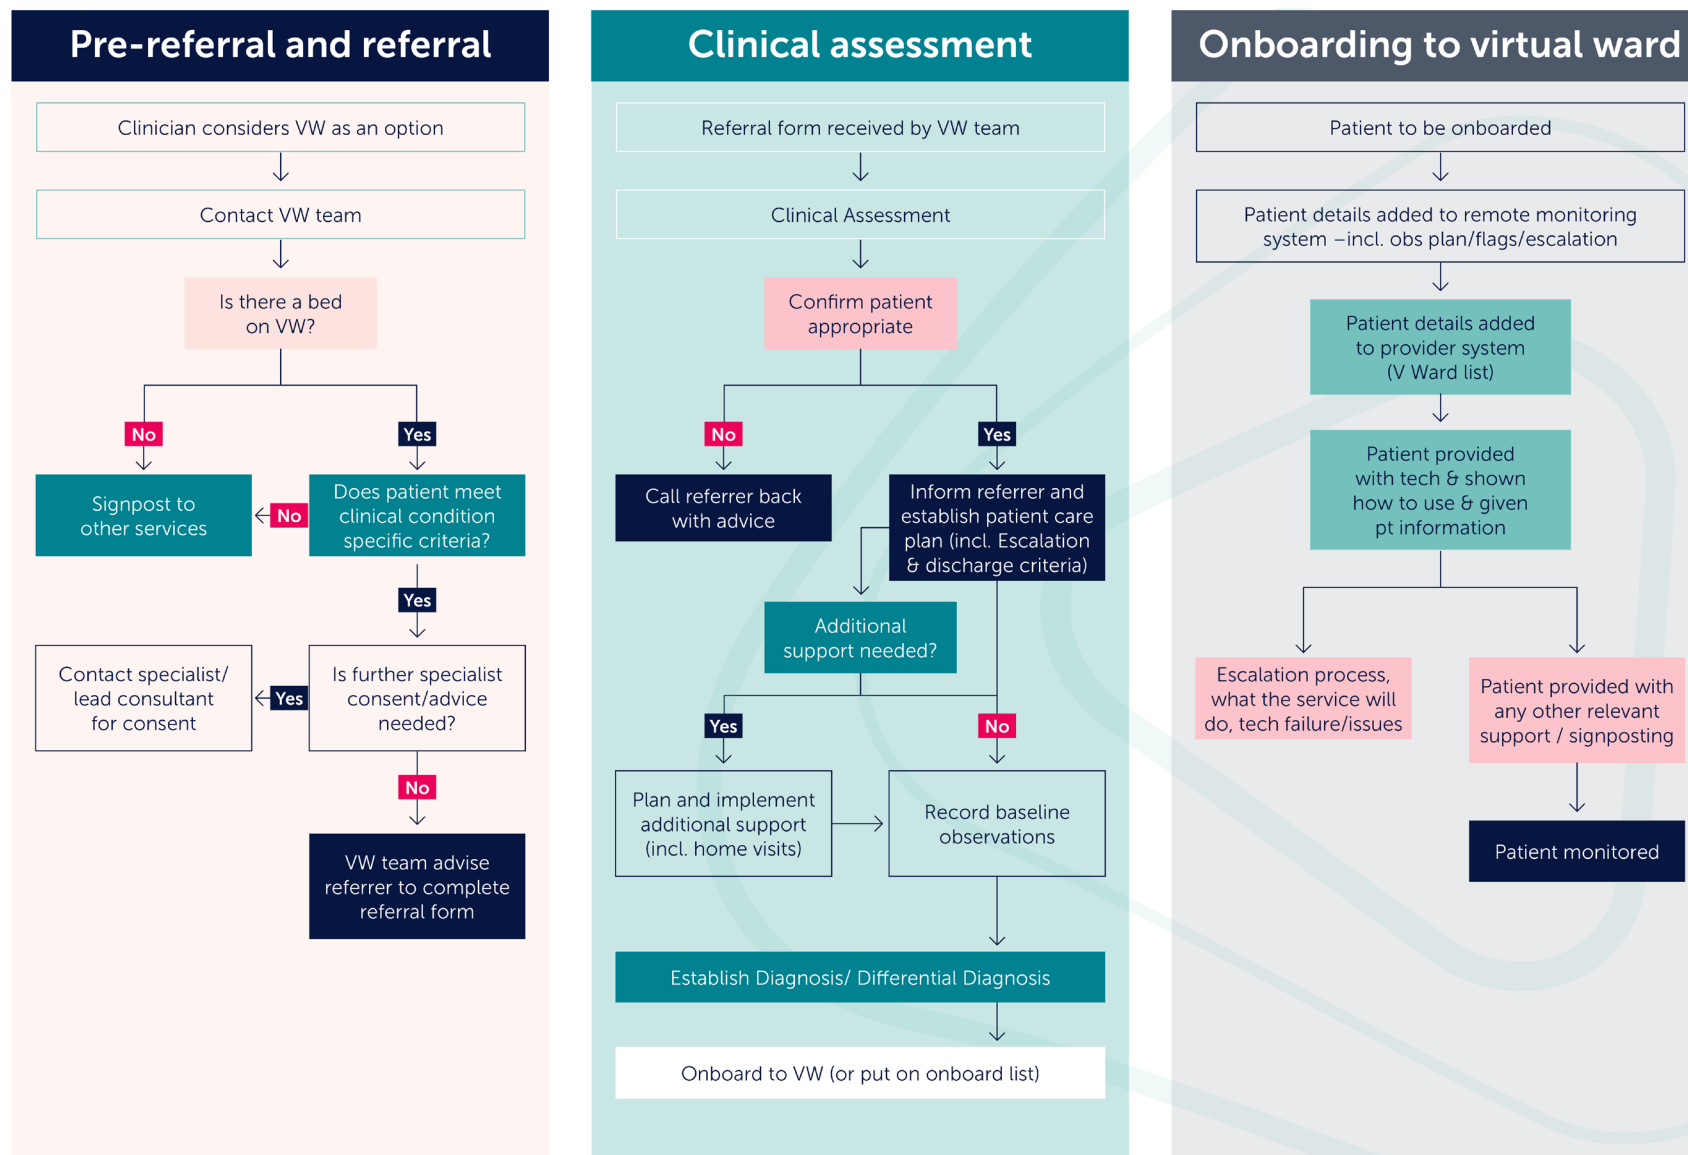 Pre-referral and referral
Clinician considers VW as an option
Contact VW team
Is there a bed
on VW?
No
Yes
Signpost to
other services
No
Does patient meet
clinical condition
specific criteria?
Yes
Contact specialist/
lead consultant
for consent
Yes
Is further specialist
consent/advice
needed?
No
VW team advise
referrer to complete
referral form
Clinical assessment
Referral form received by VW team
Clinical Assessment
Confirm patient
appropriate
No
Yes
Call referrer back
with advice
Inform referrer and
establish patient care
plan (incl. Escalation
& discharge criteria)
Additional
support needed?
Yes
No
Plan and implement
additional support
(incl. home visits)
Record baseline
observations
Establish Diagnosis/ Differential Diagnosis
Onboard to VW (or put on onboard list)
Onboarding to virtual ward
Patient to be onboarded
Patient details added to remote monitoring
system –incl. obs plan/flags/escalation
Patient details added
to provider system
(V Ward list)
Patient provided
with tech & shown
how to use & given
pt information
Escalation process,
what the service will
do, tech failure/issues
Patient provided with
any other relevant
support / signposting
Patient monitored